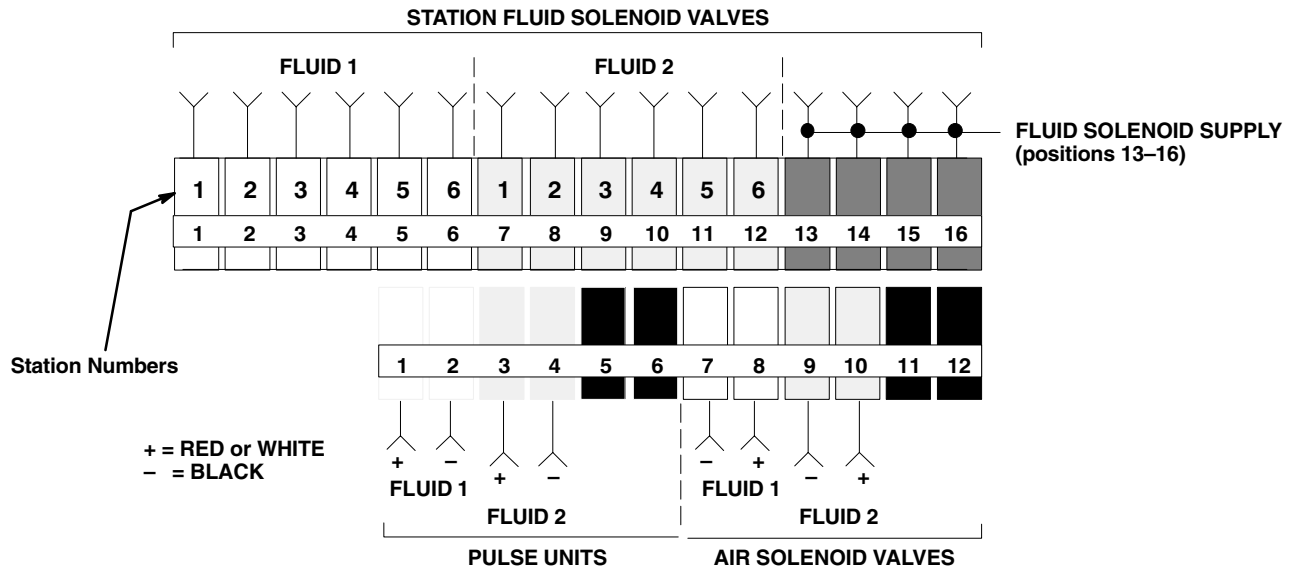 STATION FLUID SOLENOID VALVES
FLUID 1 FLUID 2
FLUID SOLENOID SUPPLY
(positions 13–16)
1 2 3 4 5 6 1 2 3 4 5 6
1 2 3 4 5 6 7 8 9 10 11 12 13 14 15 16
Station Numbers
1 2 3 4 5 6 7 8 9 10 11 12
+ = RED or WHITE
– = BLACK
+ – + – – + – +
FLUID 1 FLUID 1
FLUID 2 FLUID 2
PULSE UNITS AIR SOLENOID VALVES